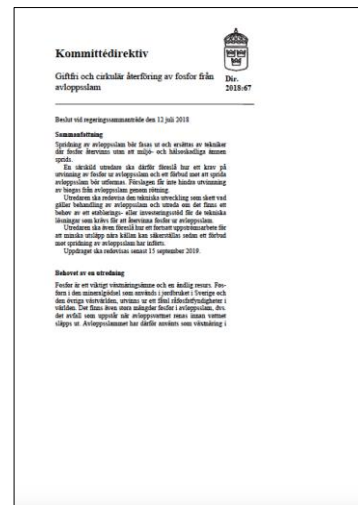 Kommittédirektiv
Giftfri och cirkulär återföring av fosfor från
avloppsslam
Dir.
2018:67
Beslut vid regeringssammanträde den 12 juli 2018
Sammanfattning
Spridning av avloppsslam bör fasas ut och ersättas av tekniker
där fosfor återvinns utan att miljö- och hälsoskadliga ämnen
sprids.
En särskild utredare ska därför föreslå hur ett krav på
utvinning av fosfor ur avloppsslam och ett förbud mot att sprida
avloppsslam bör utformas. Förslagen får inte hindra utvinning
av biogas från avloppsslam genom rötning.
Utredaren ska redovisa den tekniska utveckling som skett vad
gäller behandling av avloppsslam och utreda om det finns ett
behov av ett etablerings- eller investeringsstöd för de tekniska
lösningar som krävs för att återvinna fosfor ur avloppsslam.
Utredaren ska även föreslå hur ett fortsatt uppströmsarbete för
att minska utsläpp nära källan kan säkerställas sedan ett förbud
mot spridning av avloppsslam har införts.
Uppdraget ska redovisas senast 15 september 2019.
Behovet av en utredning
Fosfor är ett viktigt växtnäringsämne och en ändlig resurs. Fos-
forn i den mineralgödsel som används i jordbruket i Sverige och
den övriga västvärlden, utvinns ur ett fåtal råfosfatfyndigheter i
världen. Det finns även stora mängder fosfor i avloppsslam, dvs.
det avfall som uppstår när avloppsvattnet renas innan vattnet
släpps ut. Avloppsslammet har därför använts som växtnäring i